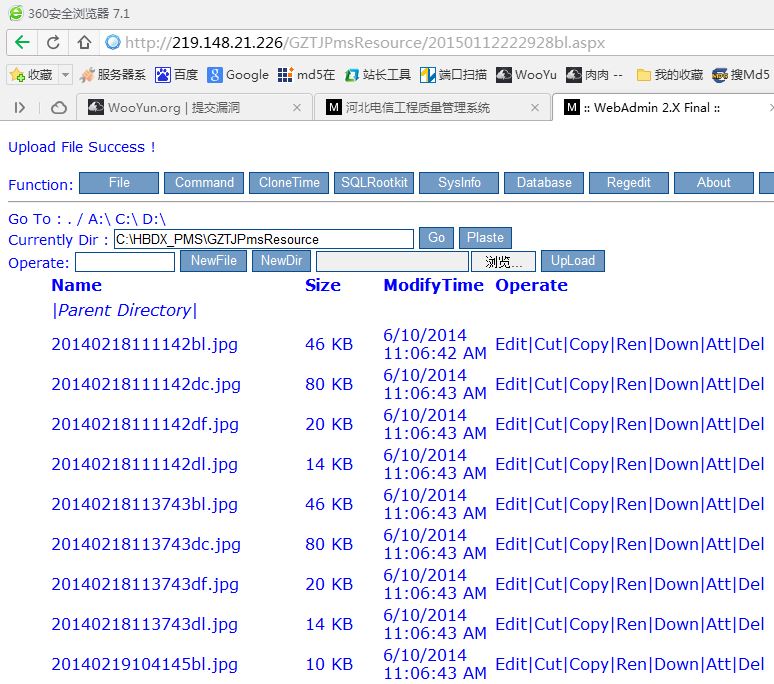 360安全浏览器 7.1
http://219.148.21.226/GZTJPmsResource/20150112222928bl.aspx
收藏 服务器系 百度 Google md5在 站长工具 端口扫描 WooYu 肉肉 -- 我的收藏 搜Md5
WooYun.org | 提交漏洞 河北电信工程质量管理系统 :: WebAdmin 2.X Final ::
Upload File Success !
Function: File Command CloneTime SQLRootkit SysInfo Database Regedit About
Go To : . / A:\ C:\ D:\
Currently Dir : C:\HBDX_PMS\GZTJPmsResource Go Plaste
Operate: NewFile NewDir 浏览... UpLoad
Name Size ModifyTime Operate
|Parent Directory|
20140218111142bl.jpg 46 KB 6/10/2014 11:06:42 AM Edit|Cut|Copy|Ren|Down|Att|Del
20140218111142dc.jpg 80 KB 6/10/2014 11:06:43 AM Edit|Cut|Copy|Ren|Down|Att|Del
20140218111142df.jpg 20 KB 6/10/2014 11:06:43 AM Edit|Cut|Copy|Ren|Down|Att|Del
20140218111142dl.jpg 14 KB 6/10/2014 11:06:43 AM Edit|Cut|Copy|Ren|Down|Att|Del
20140218113743bl.jpg 46 KB 6/10/2014 11:06:43 AM Edit|Cut|Copy|Ren|Down|Att|Del
20140218113743dc.jpg 80 KB 6/10/2014 11:06:43 AM Edit|Cut|Copy|Ren|Down|Att|Del
20140218113743df.jpg 20 KB 6/10/2014 11:06:43 AM Edit|Cut|Copy|Ren|Down|Att|Del
20140218113743dl.jpg 14 KB 6/10/2014 11:06:43 AM Edit|Cut|Copy|Ren|Down|Att|Del
20140219104145bl.jpg 10 KB 6/10/2014 11:06:43 AM Edit|Cut|Copy|Ren|Down|Att|Del